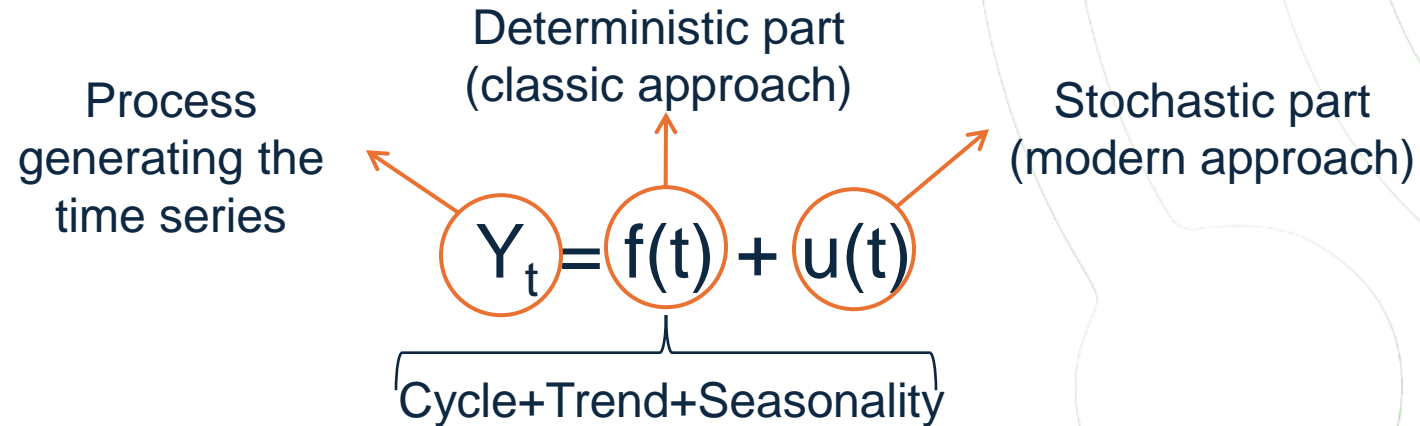 Deterministic part
(classic approach)
Process
generating the
time series
Stochastic part
(modern approach)
Yₜ = f(t) + u(t)
Cycle+Trend+Seasonality